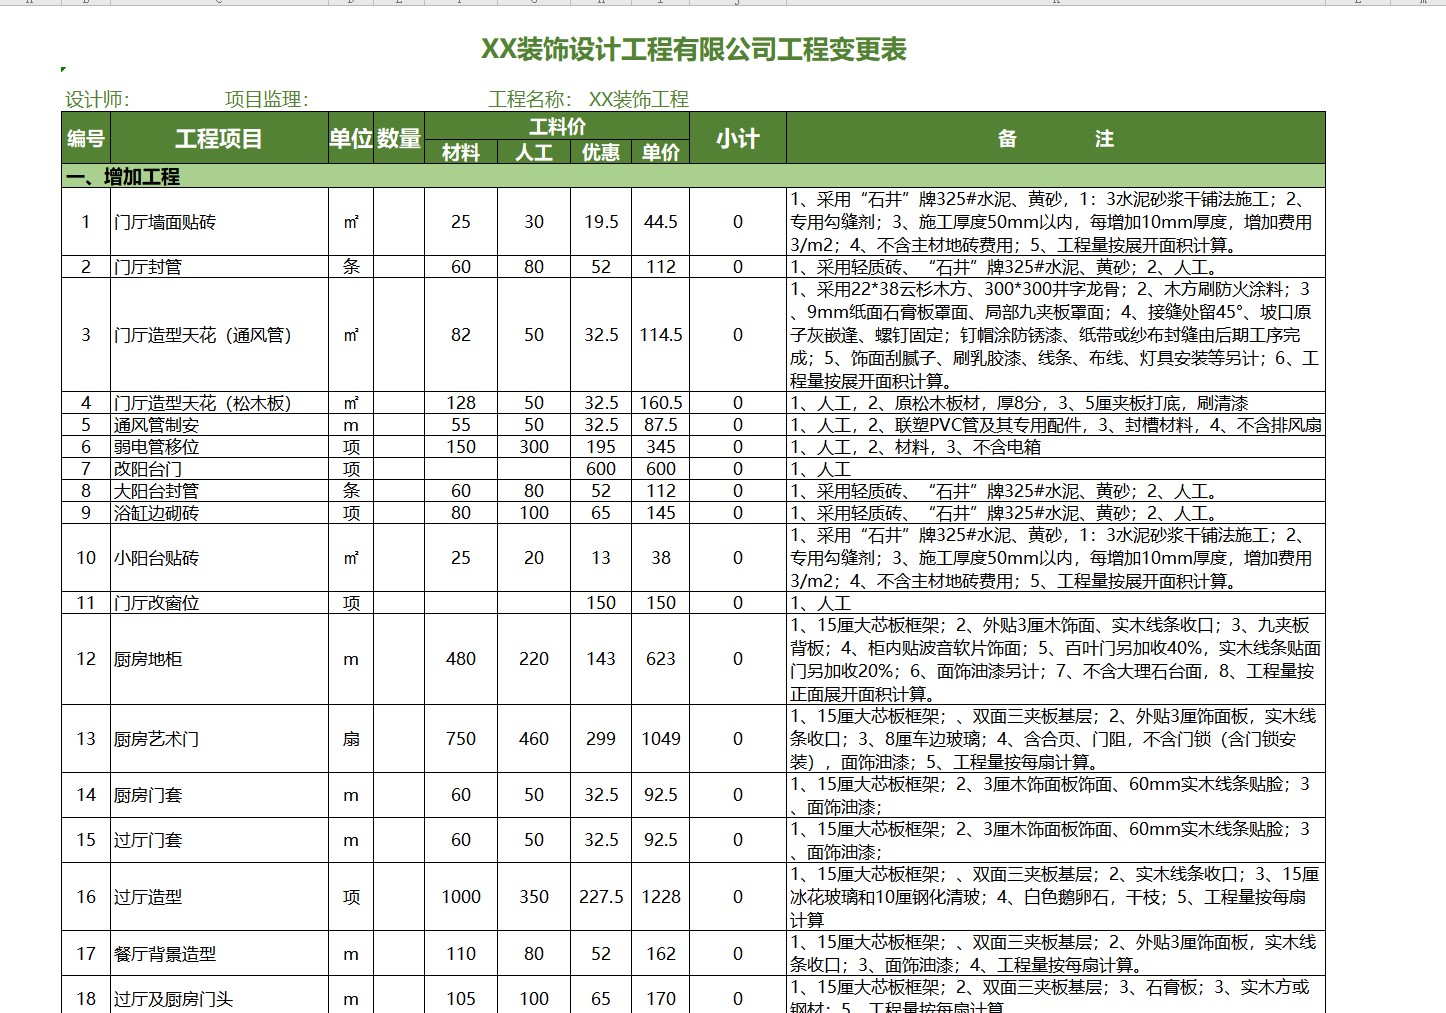 XX装饰设计工程有限公司工程变更表
设计师： 项目监理： 工程名称： XX装饰工程
编号 工程项目 单位 数量 工料价 小计 备 注
材料 人工 优惠 单价
一、增加工程
1 门厅墙面贴砖 ㎡ 25 30 19.5 44.5 0 1、采用“石井”牌325#水泥、黄砂，1：3水泥砂浆干铺法施工；2、
专用勾缝剂；3、施工厚度50mm以内，每增加10mm厚度，增加费用
3/m2；4、不含主材地砖费用；5、工程量按展开面积计算。
2 门厅封管 条 60 80 52 112 0 1、采用轻质砖、“石井”牌325#水泥、黄砂；2、人工。
3 门厅造型天花（通风管） ㎡ 82 50 32.5 114.5 0 1、采用22*38云杉木方、300*300井字龙骨；2、木方刷防火涂料；3
、9mm纸面石膏板罩面、局部九夹板罩面；4、接缝处留45°、坡口原
子灰嵌逢、螺钉固定；钉帽涂防锈漆、纸带或纱布封缝由后期工序完
成；5、饰面刮腻子、刷乳胶漆、线条、布线、灯具安装等另计；6、工
程量按展开面积计算。
4 门厅造型天花（松木板） ㎡ 128 50 32.5 160.5 0 1、人工，2、原松木板材，厚8分，3、5厘夹板打底，刷清漆
5 通风管制安 m 55 50 32.5 87.5 0 1、人工，2、联塑PVC管及其专用配件，3、封槽材料，4、不含排风扇
6 弱电管移位 项 150 300 195 345 0 1、人工，2、材料，3、不含电箱
7 改阳台门 项 600 600 0 1、人工
8 大阳台封管 条 60 80 52 112 0 1、采用轻质砖、“石井”牌325#水泥、黄砂；2、人工。
9 浴缸边砌砖 项 80 100 65 145 0 1、采用轻质砖、“石井”牌325#水泥、黄砂；2、人工。
10 小阳台贴砖 ㎡ 25 20 13 38 0 1、采用“石井”牌325#水泥、黄砂，1：3水泥砂浆干铺法施工；2、
专用勾缝剂；3、施工厚度50mm以内，每增加10mm厚度，增加费用
3/m2；4、不含主材地砖费用；5、工程量按展开面积计算。
11 门厅改窗位 项 150 150 0 1、人工
12 厨房地柜 m 480 220 143 623 0 1、15厘大芯板框架；2、外贴3厘木饰面、实木线条收口；3、九夹板
背板；4、柜内贴波音软片饰面；5、百叶门另加收40%，实木线条贴面
门另加收20%；6、面饰油漆另计；7、不含大理石台面，8、工程量按
正面展开面积计算。
13 厨房艺术门 扇 750 460 299 1049 0 1、15厘大芯板框架；、双面三夹板基层；2、外贴3厘饰面板，实木线
条收口；3、8厘车边玻璃；4、含合页、门阻，不含门锁（含门锁安
装），面饰油漆；5、工程量按每扇计算。
14 厨房门套 m 60 50 32.5 92.5 0 1、15厘大芯板框架；2、3厘木饰面板饰面、60mm实木线条贴脸；3
、面饰油漆；
15 过厅门套 m 60 50 32.5 92.5 0 1、15厘大芯板框架；2、3厘木饰面板饰面、60mm实木线条贴脸；3
、面饰油漆；
16 过厅造型 项 1000 350 227.5 1228 0 1、15厘大芯板框架；、双面三夹板基层；2、实木线条收口；3、15厘
冰花玻璃和10厘钢化清玻；4、白色鹅卵石，干枝；5、工程量按每扇
计算
17 餐厅背景造型 m 110 80 52 162 0 1、15厘大芯板框架；、双面三夹板基层；2、外贴3厘饰面板，实木线
条收口；3、面饰油漆；4、工程量按每扇计算。
18 过厅及厨房门头 m 105 100 65 170 0 1、15厘大芯板框架；2、双面三夹板基层；3、石膏板；3、实木方或
钢材；5、工程量按每扇计算